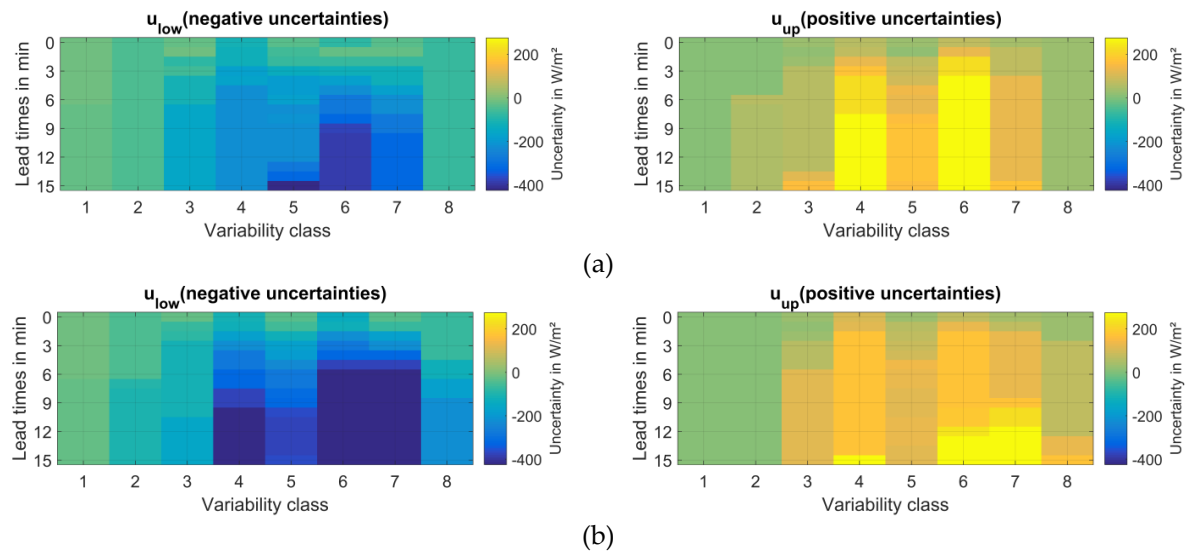 u_low(negative uncertainties)
0
3
6
9
12
15
Lead times in min
1 2 3 4 5 6 7 8
Variability class
200
0
-200
-400
Uncertainty in W/m²
u_up(positive uncertainties)
0
3
6
9
12
15
Lead times in min
1 2 3 4 5 6 7 8
Variability class
200
0
-200
-400
Uncertainty in W/m²
(a)
u_low(negative uncertainties)
0
3
6
9
12
15
Lead times in min
1 2 3 4 5 6 7 8
Variability class
200
0
-200
-400
Uncertainty in W/m²
u_up(positive uncertainties)
0
3
6
9
12
15
Lead times in min
1 2 3 4 5 6 7 8
Variability class
200
0
-200
-400
Uncertainty in W/m²
(b)